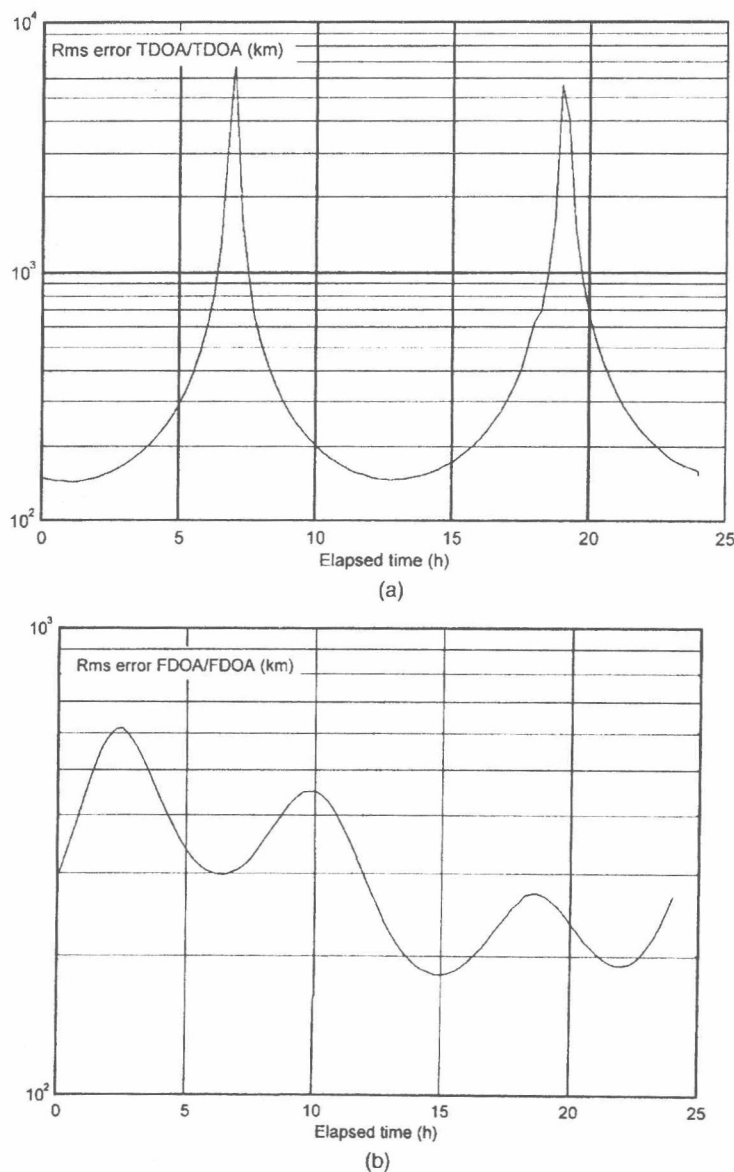 10⁴
Rms error TDOA/TDOA (km)
10³
10²
0 5 10 15 20 25
Elapsed time (h)
(a)
10³
Rms error FDOA/FDOA (km)
10²
0 5 10 15 20 25
Elapsed time (h)
(b)